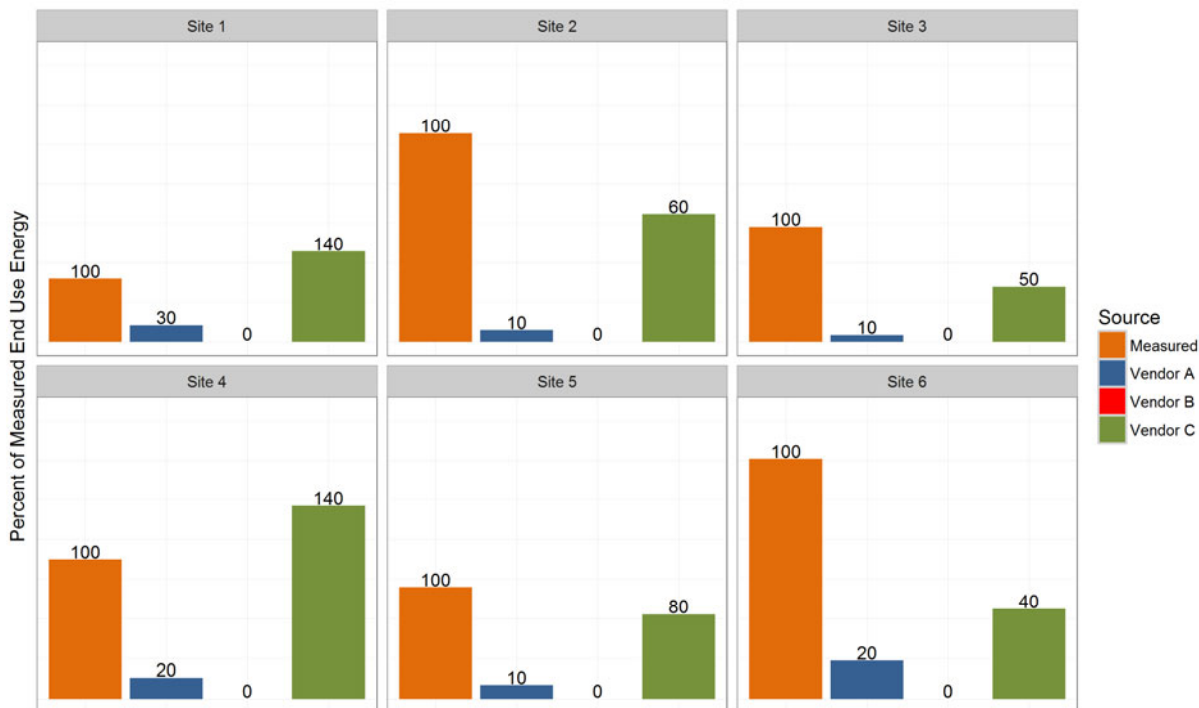 Site 1
Site 2
Site 3
100
30
0
140
100
10
0
60
100
10
0
50
Site 4
Site 5
Site 6
100
20
0
140
100
10
0
80
100
20
0
40
Percent of Measured End Use Energy
Source
Measured
Vendor A
Vendor B
Vendor C